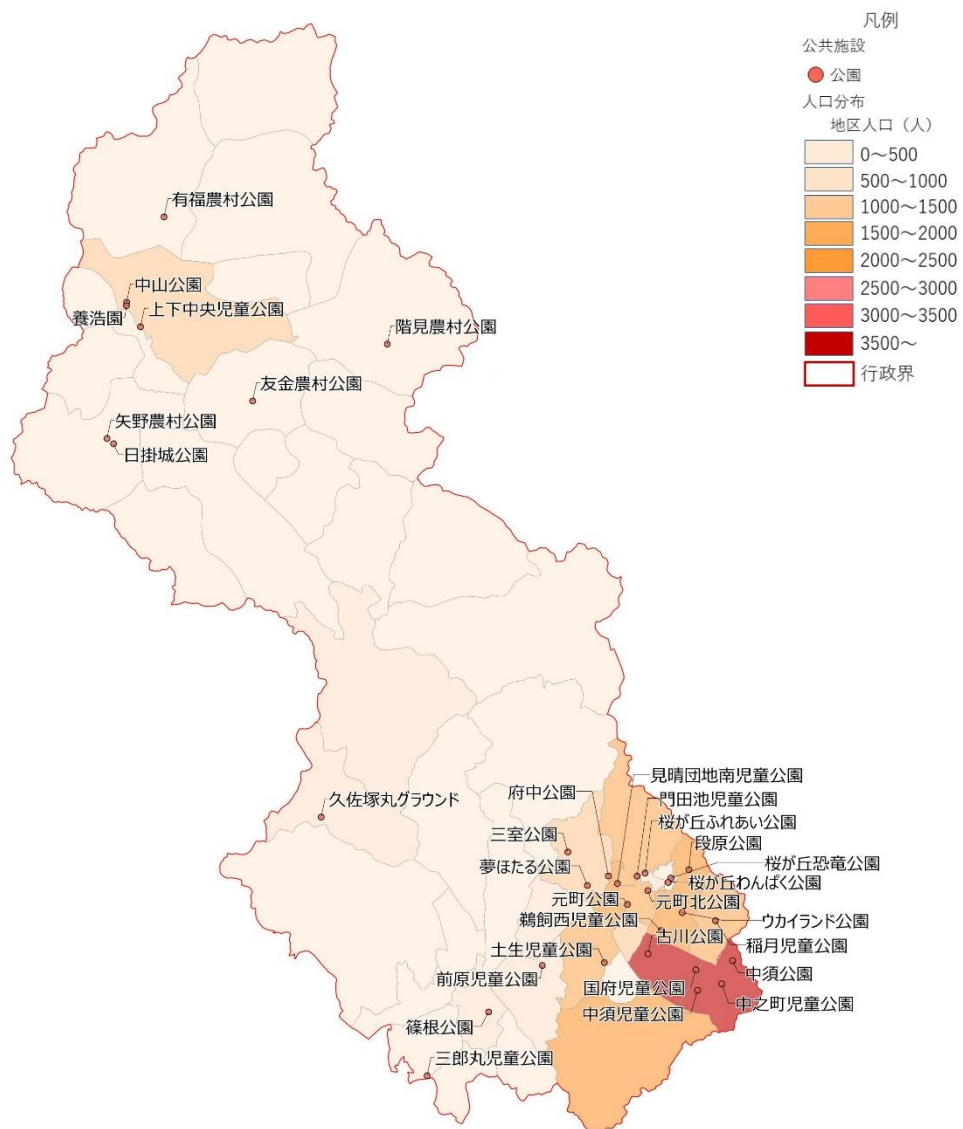 凡例
公共施設
公園
人口分布
地区人口（人）
0～500
500～1000
1000～1500
1500～2000
2000～2500
2500～3000
3000～3500
3500～
行政界
有福農村公園
中山公園
養浩園
上下中央児童公園
階見農村公園
友金農村公園
矢野農村公園
日掛城公園
久佐塚丸グラウンド
見晴団地南児童公園
府中公園
門田池児童公園
桜が丘ふれあい公園
三室公園
段原公園
夢ほたる公園
桜が丘恐竜公園
桜が丘わんぱく公園
元町公園
元町北公園
鵜飼西児童公園
ウカイランド公園
古川公園
稲月児童公園
土生児童公園
中須公園
前原児童公園
国府児童公園
中之町児童公園
中須児童公園
篠根公園
三郎丸児童公園